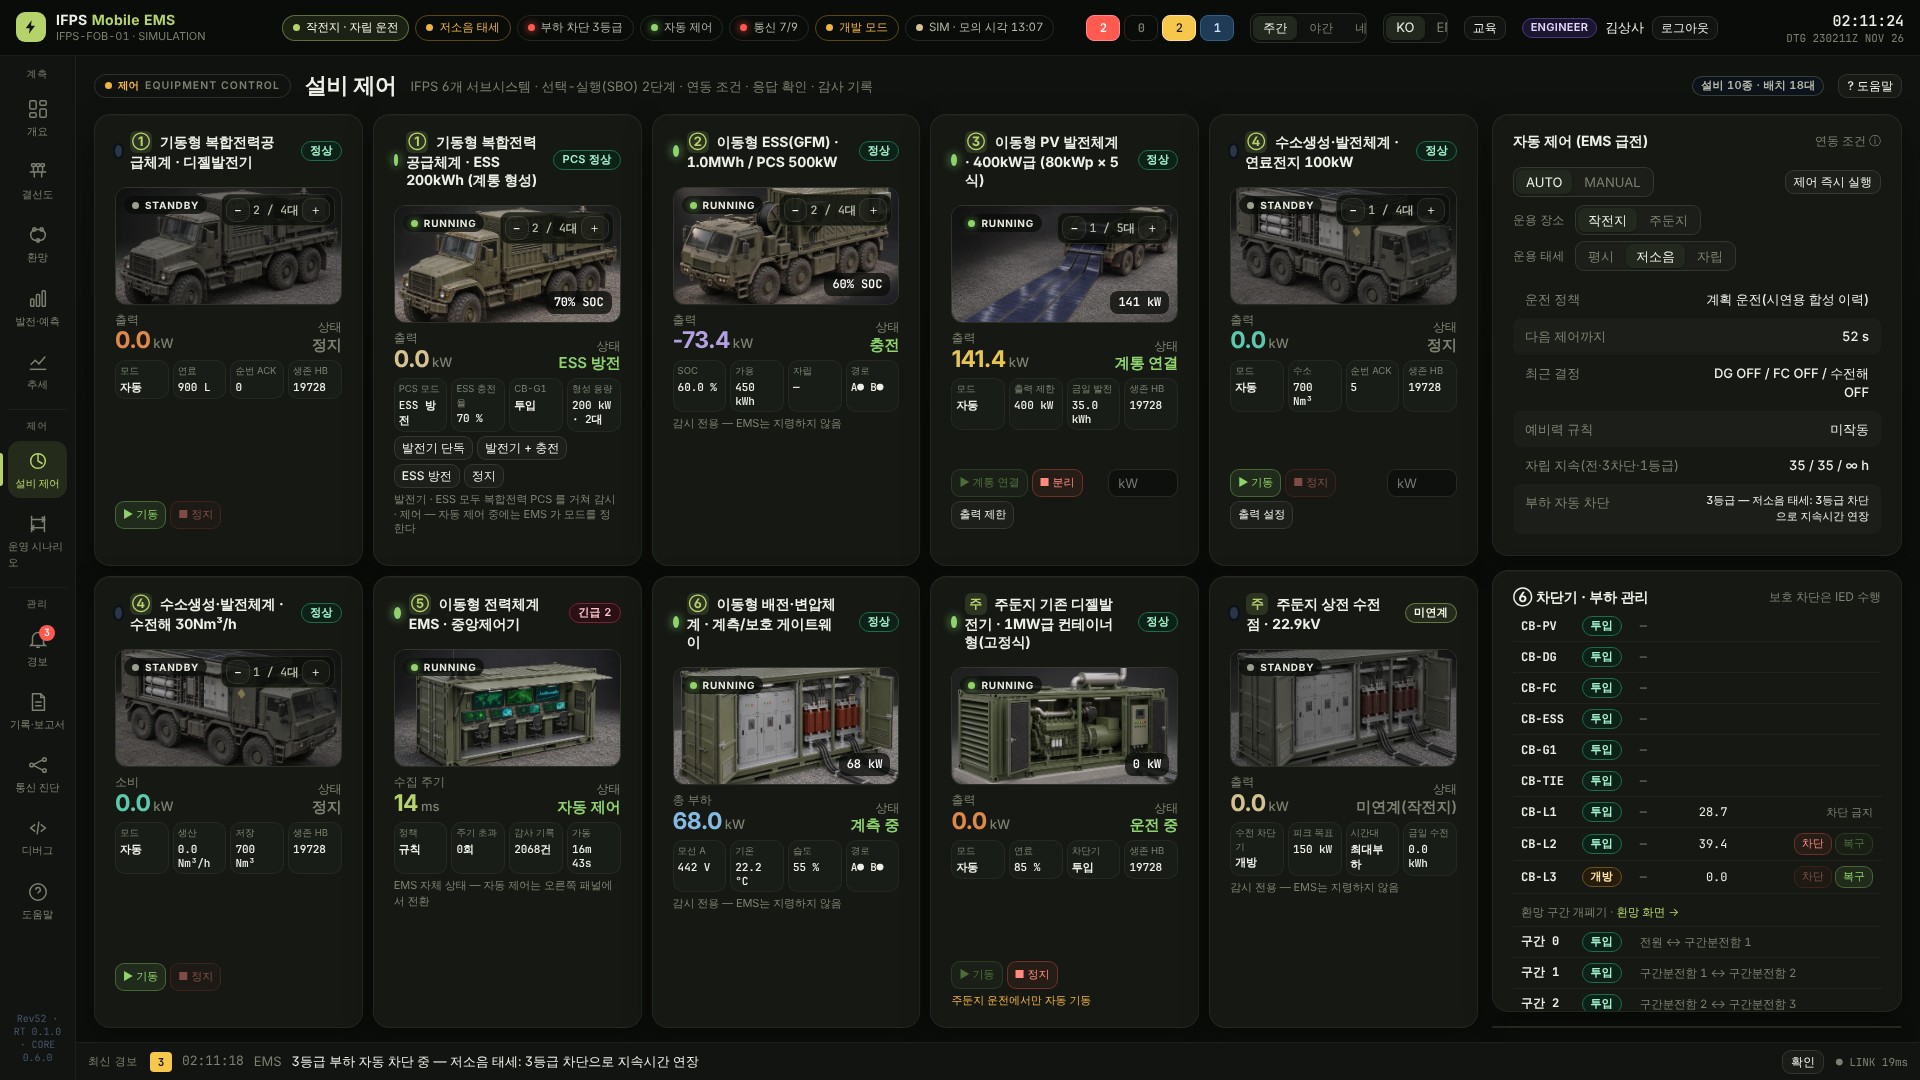 IFPS Mobile EMS
IFPS-FOB-01 · SIMULATION
작전지 · 자립 운전
저소음 태세
부하 차단 3등급
자동 제어
통신 7/9
개발 모드
SIM · 모의 시각 13:07
2 0 2 1
주간 야간
KO
교육
ENGINEER 김상사 로그아웃
02:11:24
DTG 230211Z NOV 26
계측
개요
결선도
환망
발전·예측
추세
제어
설비 제어
운영 시나리
오
관리
3
경보
기록·보고서
통신 진단
디버그
도움말
Rev52 ·
RT 0.1.0
· CORE
0.6.0
제어 EQUIPMENT CONTROL
설비 제어
IFPS 6개 서브시스템 · 선택-실행(SBO) 2단계 · 연동 조건 · 응답 확인 · 감사 기록
설비 10종 · 배치 18대
? 도움말
① 기동형 복합전력공
급체계 · 디젤발전기
정상
STANDBY
− 2 / 4대 +
출력
0.0 kW
상태
정지
모드 연료 순번 ACK 생존 HB
자동 900 L 0 19728
▶ 기동 ■ 정지
① 기동형 복합전력
공급체계 · ESS
200kWh (계통 형성)
PCS 정상
RUNNING
− 2 / 4대 +
70% SOC
출력
0.0 kW
상태
ESS 방전
PCS 모드 ESS 충전 CB-G1 형성 용량
율
ESS 방 70 % 투입 200 kW
전 · 2대
발전기 단독 발전기 + 충전
ESS 방전 정지
발전기 · ESS 모두 복합전력 PCS 를 거쳐 감시
· 제어 — 자동 제어 중에는 EMS 가 모드를 정
한다
② 이동형 ESS(GFM) ·
1.0MWh / PCS 500kW
정상
RUNNING
− 2 / 4대 +
60% SOC
출력
-73.4 kW
상태
충전
SOC 가용 자립 경로
60.0 % 450 — A● B●
kWh
감시 전용 — EMS는 지령하지 않음
③ 이동형 PV 발전체계
· 400kW급 (80kWp × 5
식)
정상
RUNNING
− 1 / 5대 +
141 kW
출력
141.4 kW
상태
계통 연결
모드 출력 제한 금일 발전 생존 HB
자동 400 kW 35.0 19728
kWh
▶ 계통 연결 ■ 분리 kW
출력 제한
④ 수소생성·발전체계 ·
연료전지 100kW
정상
STANDBY
− 1 / 4대 +
출력
0.0 kW
상태
정지
모드 수소 순번 ACK 생존 HB
자동 700 5 19728
Nm³
▶ 기동 ■ 정지 kW
출력 설정
자동 제어 (EMS 급전)
연동 조건 ⓘ
AUTO MANUAL
제어 즉시 실행
운용 장소 작전지 주둔지
운용 태세 평시 저소음 자립
운전 정책 계획 운전(시연용 합성 이력)
다음 제어까지 52 s
최근 결정 DG OFF / FC OFF / 수전해
OFF
예비력 규칙 미작동
자립 지속(전·3차단·1등급) 35 / 35 / ∞ h
부하 자동 차단 3등급 — 저소음 태세: 3등급 차단
으로 지속시간 연장
④ 수소생성·발전체계 ·
수전해 30Nm³/h
정상
STANDBY
− 1 / 4대 +
소비
0.0 kW
상태
정지
모드 생산 저장 생존 HB
자동 0.0 700 19728
Nm³/h Nm³
▶ 기동 ■ 정지
⑤ 이동형 전력체계
EMS · 중앙제어기
긴급 2
RUNNING
수집 주기
14 ms
상태
자동 제어
정책 주기 초과 감사 기록 가동
규칙 0회 2068건 16m
43s
EMS 자체 상태 — 자동 제어는 오른쪽 패널에
서 전환
⑥ 이동형 배전·변압체
계 · 계측/보호 게이트웨
이
정상
RUNNING
68 kW
총 부하
68.0 kW
상태
계측 중
모선 A 기온 습도 경로
442 V 22.2 55 % A● B●
°C
감시 전용 — EMS는 지령하지 않음
주 주둔지 기존 디젤발
전기 · 1MW급 컨테이너
형(고정식)
정상
RUNNING
0 kW
출력
0.0 kW
상태
운전 중
모드 연료 차단기 생존 HB
자동 85 % 투입 19728
▶ 기동 ■ 정지
주둔지 운전에서만 자동 기동
주 주둔지 상전 수전
점 · 22.9kV
미연계
STANDBY
출력
0.0 kW
상태
미연계(작전지)
수전 차단 피크 목표 시간대 금일 수전
기
개방 150 kW 최대부 0.0
하 kWh
감시 전용 — EMS는 지령하지 않음
⑥ 차단기 · 부하 관리
보호 차단은 IED 수행
CB-PV 투입 —
CB-DG 투입 —
CB-FC 투입 —
CB-ESS 투입 —
CB-G1 투입 —
CB-TIE 투입 —
CB-L1 투입 — 28.7 차단 금지
CB-L2 투입 — 39.4 차단 복구
CB-L3 개방 — 0.0 차단 복구
환망 구간 개폐기 · 환망 화면 →
구간 0 투입 전원 ↔ 구간분전함 1
구간 1 투입 구간분전함 1 ↔ 구간분전함 2
구간 2 투입 구간분전함 2 ↔ 구간분전함 3
최신 경보 3 02:11:18 EMS 3등급 부하 자동 차단 중 — 저소음 태세: 3등급 차단으로 지속시간 연장
확인
LINK 19ms